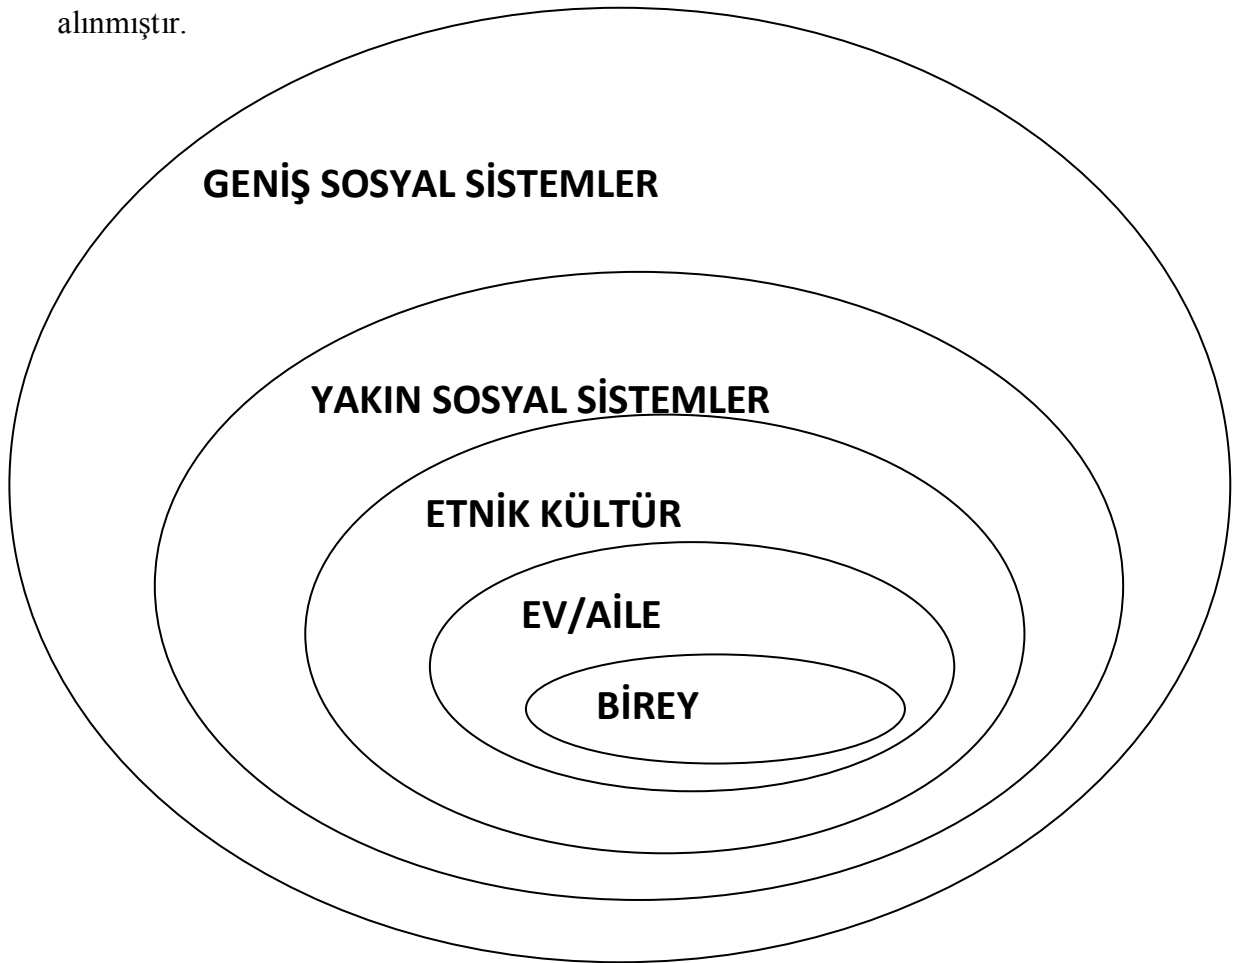 alınmıştır.
GENİŞ SOSYAL SİSTEMLER
YAKIN SOSYAL SİSTEMLER
ETNİK KÜLTÜR
EV/AİLE
BİREY